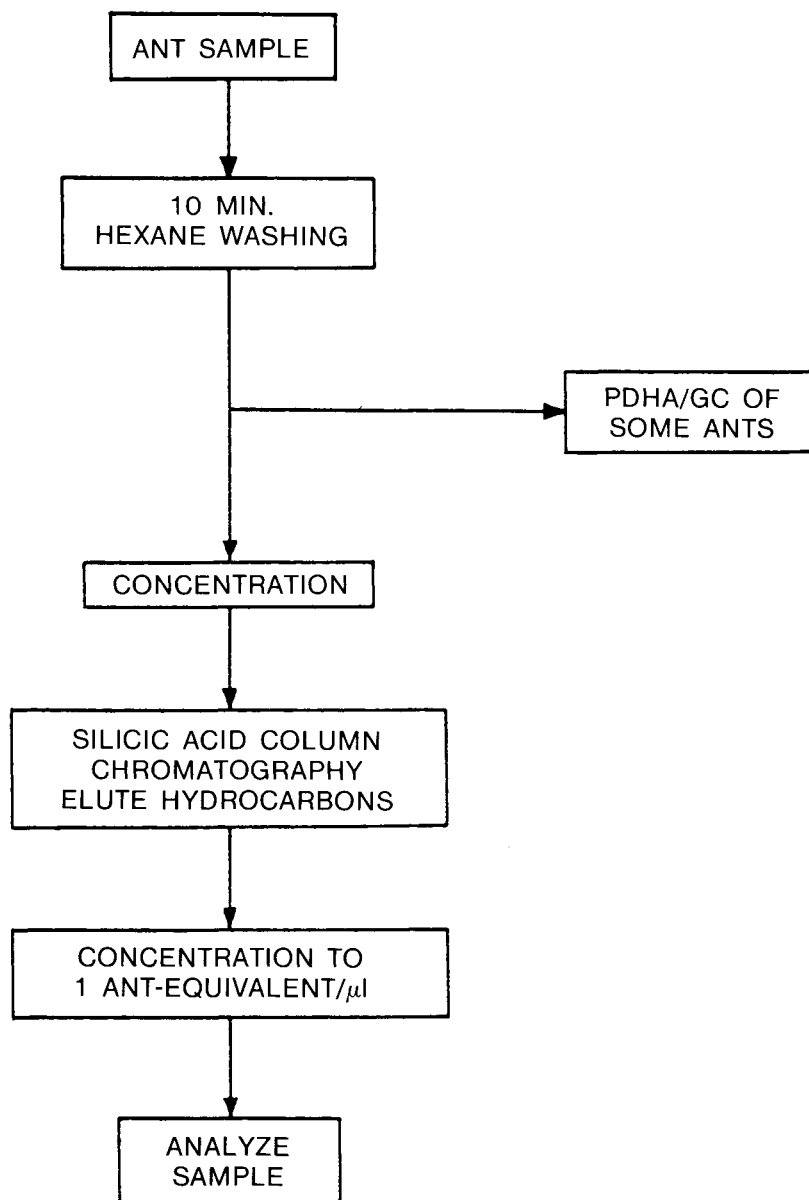 ANT SAMPLE
10 MIN.
HEXANE WASHING
PDHA/GC OF
SOME ANTS
CONCENTRATION
SILICIC ACID COLUMN
CHROMATOGRAPHY
ELUTE HYDROCARBONS
CONCENTRATION TO
1 ANT-EQUIVALENT/μl
ANALYZE
SAMPLE